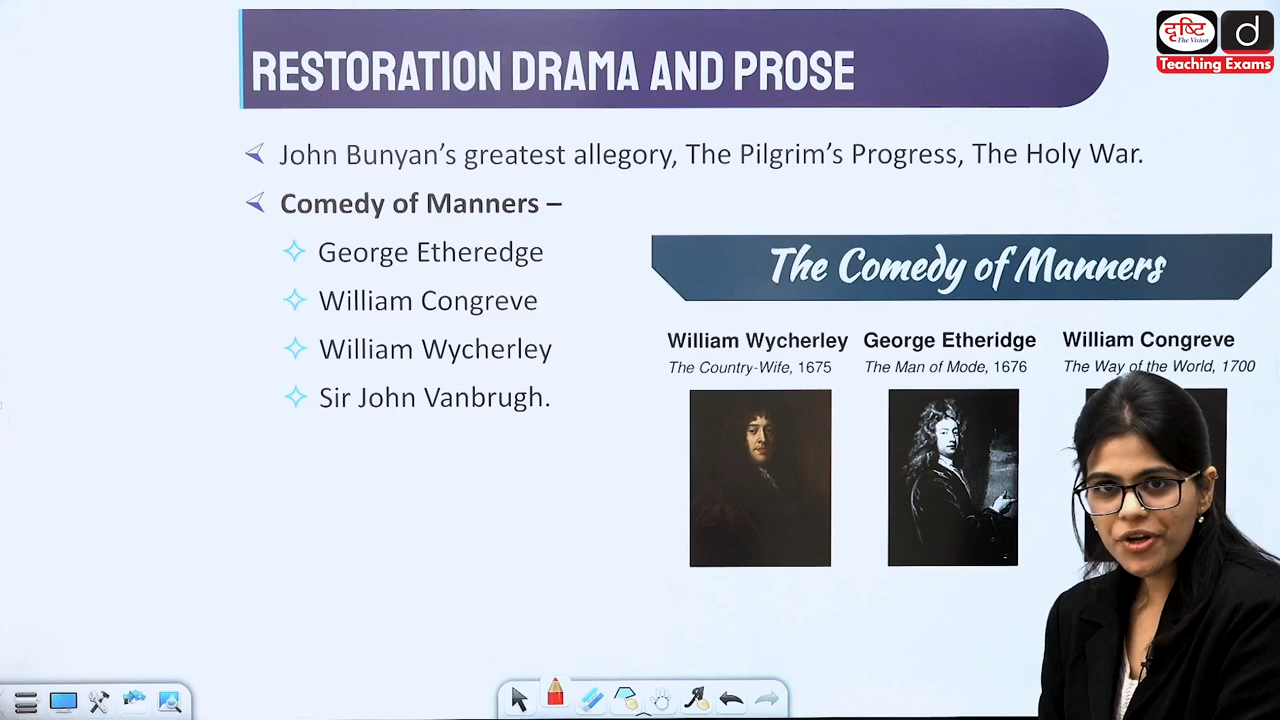 RESTORATION DRAMA AND PROSE
दृष्टि
The Vision
d
Teaching Exams
John Bunyan's greatest allegory, The Pilgrim's Progress, The Holy War.
Comedy of Manners –
George Etheredge
William Congreve
William Wycherley
Sir John Vanbrugh.
The Comedy of Manners
William Wycherley
The Country-Wife, 1675
George Etheridge
The Man of Mode, 1676
William Congreve
The Way of the World, 1700